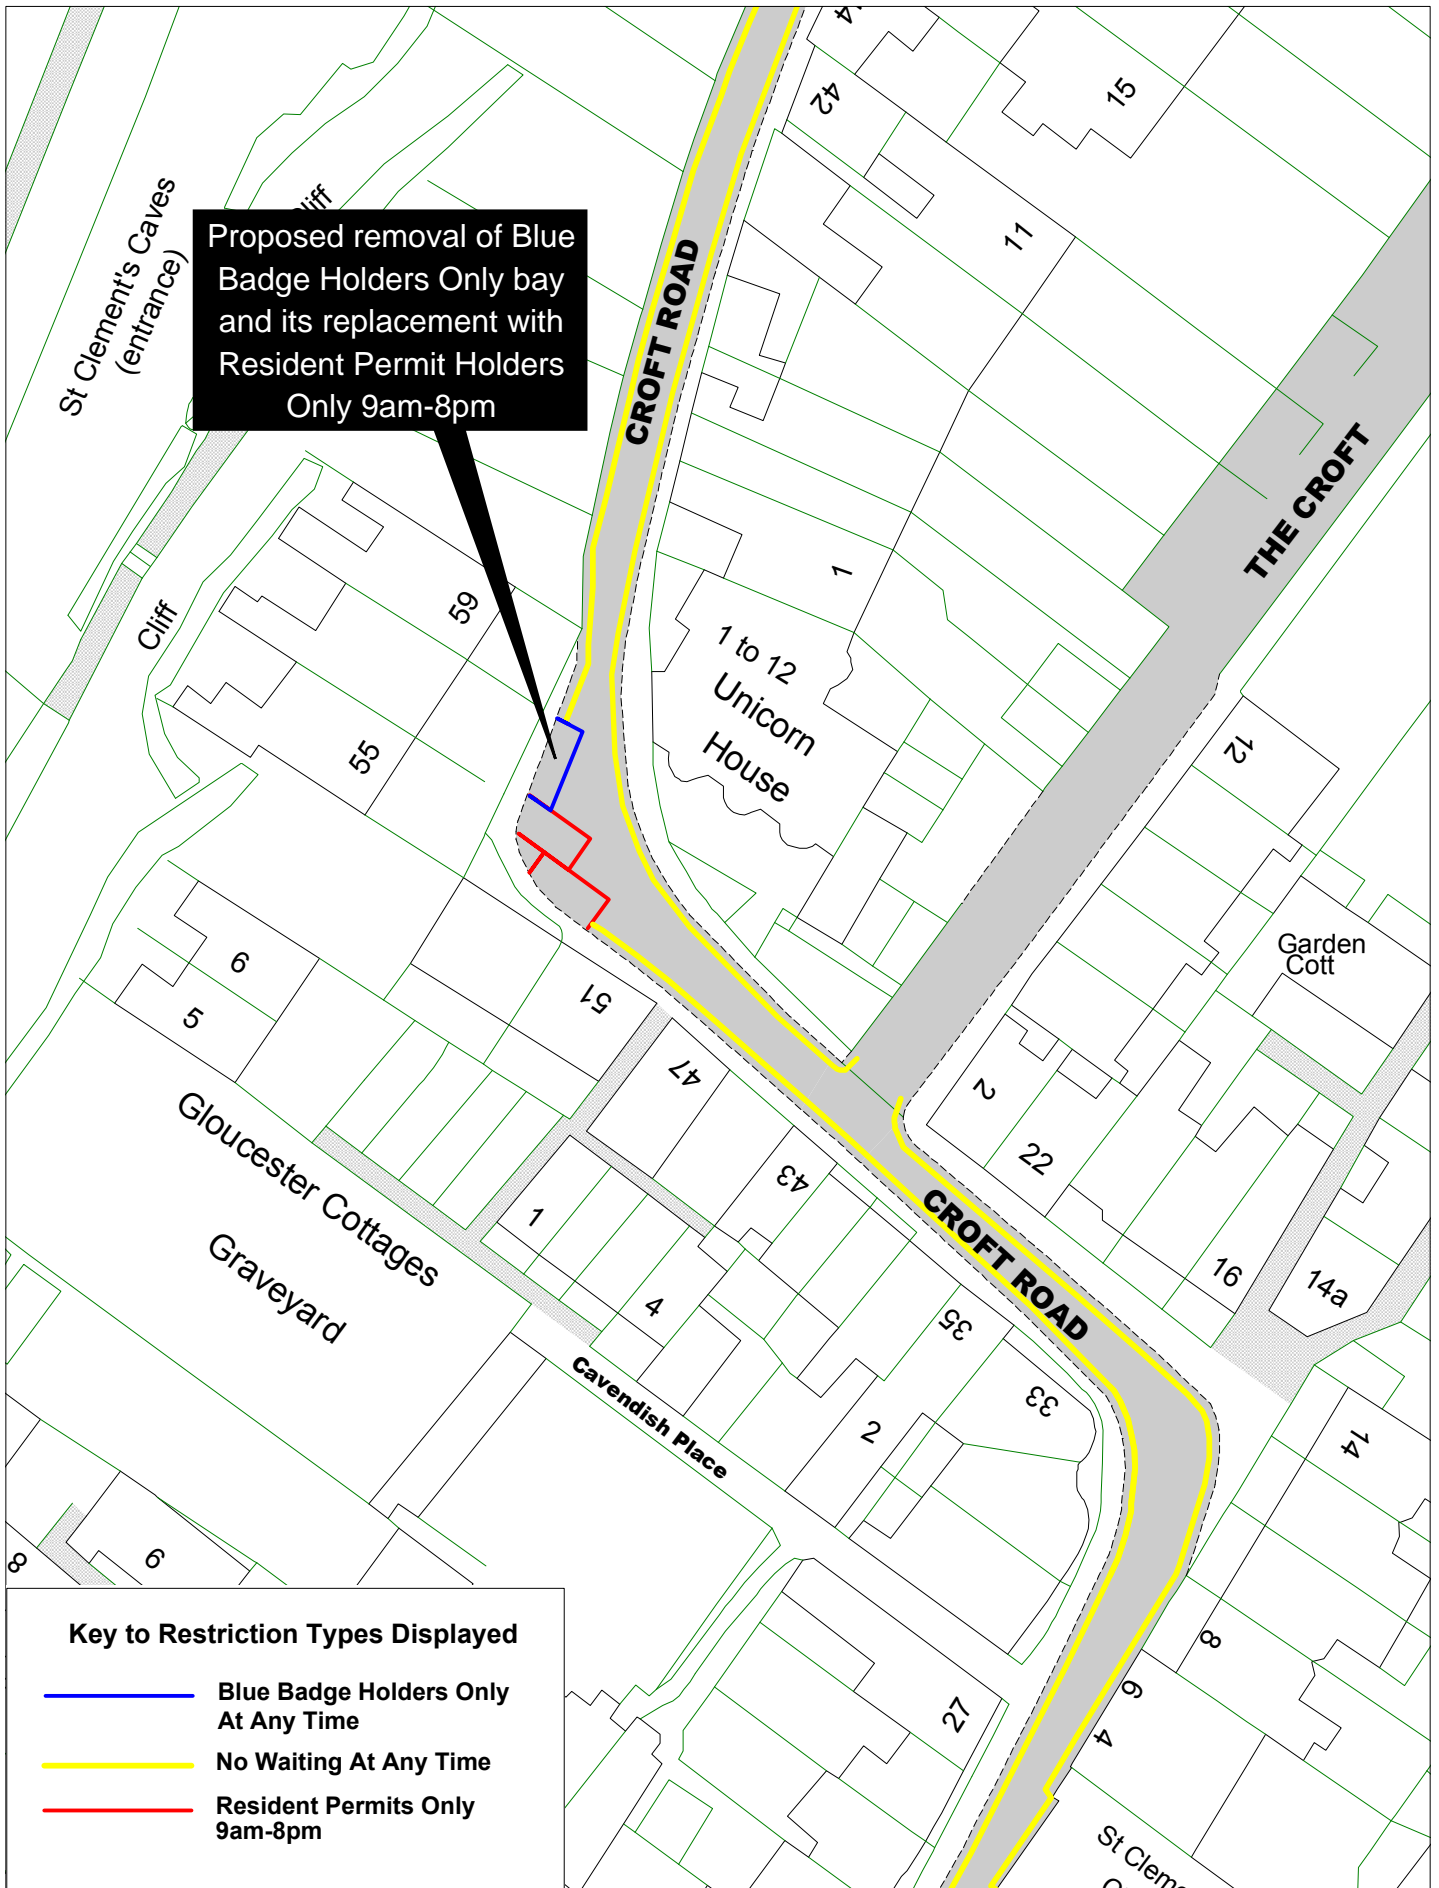 44
42
15
St Clement's Caves
(entrance)
Proposed removal of Blue
Badge Holders Only bay
and its replacement with
Resident Permit Holders
Only 9am-8pm
CROFT ROAD
11
THE CROFT
Cliff
59
55
1
1 to 12
Unicorn
House
12
Garden
Cott
6
5
51
47
43
2
22
16
14a
14
Gloucester Cottages
Graveyard
1
4
CROFT ROAD
35
33
2
Cavendish Place
8
6
27
8
6
4
Key to Restriction Types Displayed
Blue Badge Holders Only
At Any Time
No Waiting At Any Time
Resident Permits Only
9am-8pm